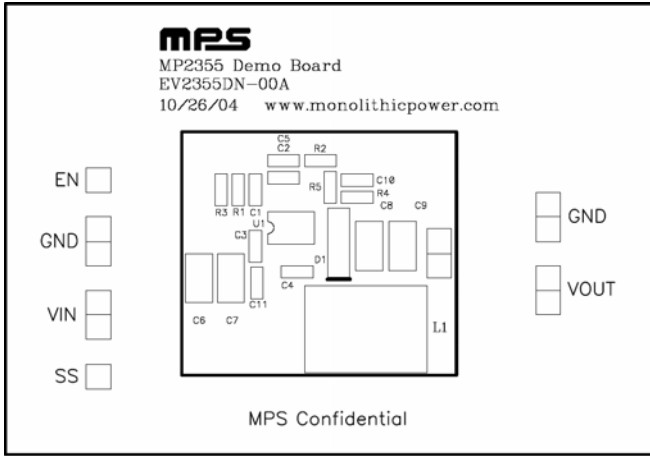 MPS
MP2355 Demo Board
EV2355DN-00A
10/26/04 www.monolithicpower.com
C5
C2 R2
EN
R5 C10
R4
R3 R1 C1
C8 C9
U1
GND
GND
C3
D1
C4
C11
VIN
VOUT
C6 C7
L1
SS
MPS Confidential